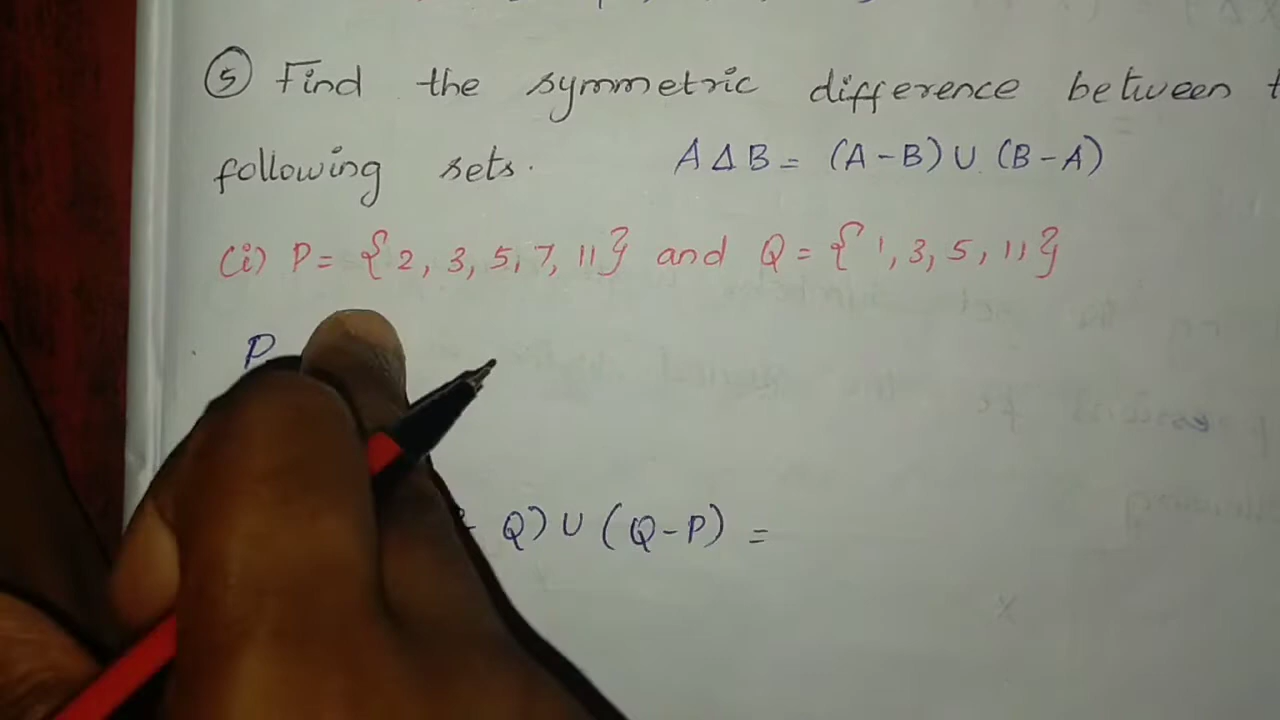 ⑤ Find the symmetric difference between
following sets. A Δ B = (A - B) ∪ (B - A)
(i) P = {2, 3, 5, 7, 11} and Q = {1, 3, 5, 11}
P
Q) ∪ (Q - P) =